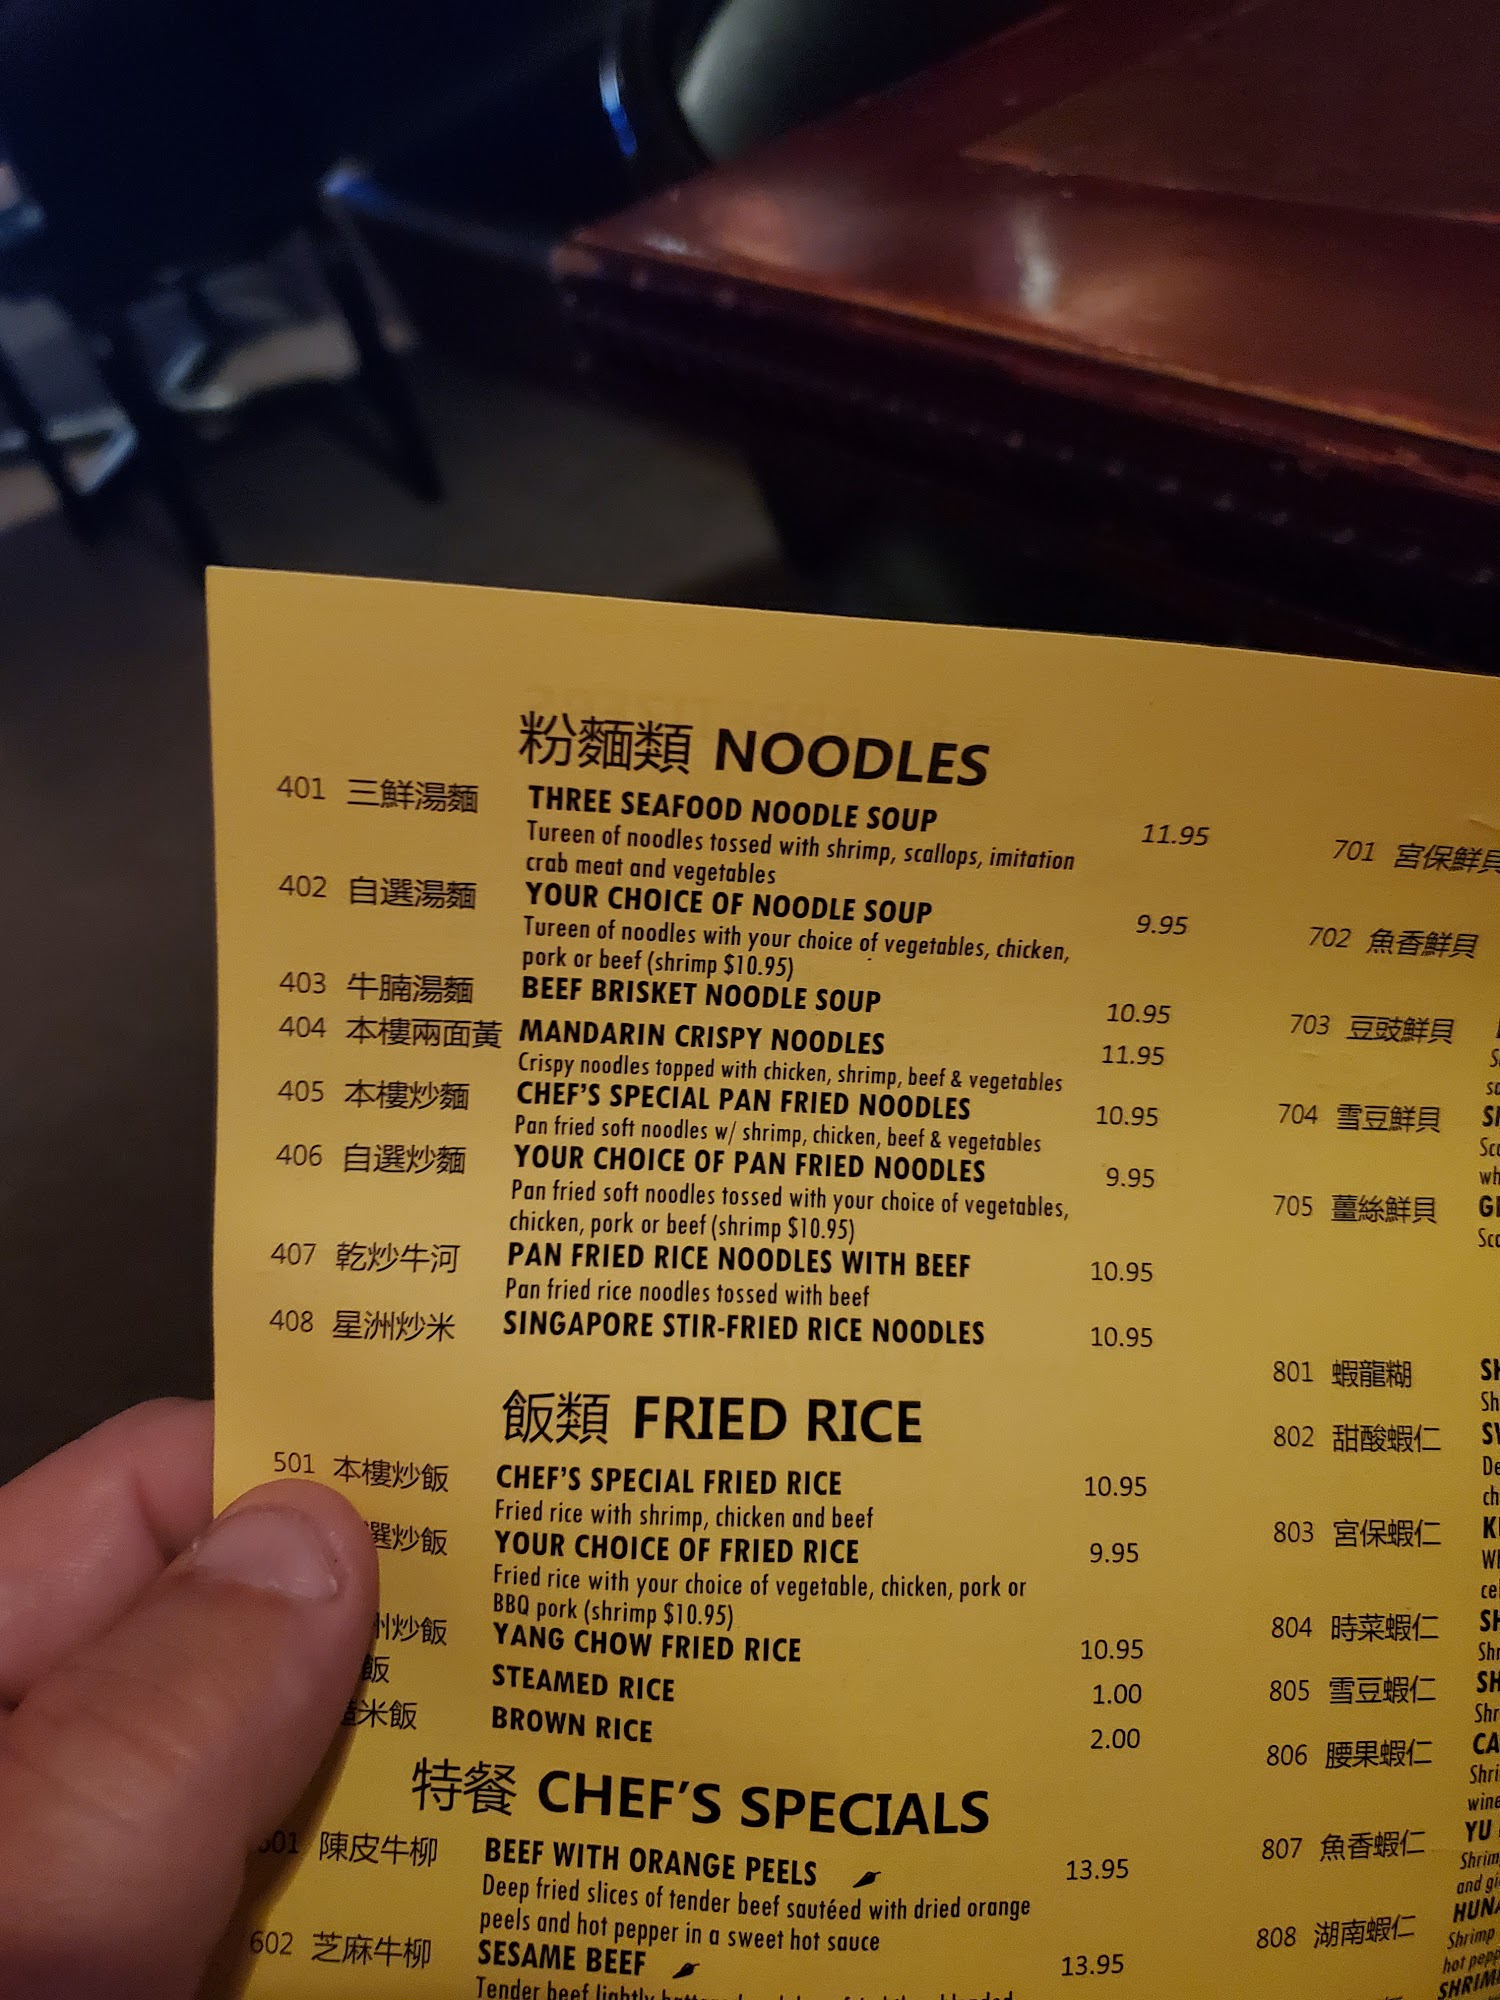 粉麵類 NOODLES
401 三鮮湯麵 THREE SEAFOOD NOODLE SOUP 11.95
Tureen of noodles tossed with shrimp, scallops, imitation
crab meat and vegetables
402 自選湯麵 YOUR CHOICE OF NOODLE SOUP 9.95
Tureen of noodles with your choice of vegetables, chicken,
pork or beef (shrimp $10.95)
403 牛腩湯麵 BEEF BRISKET NOODLE SOUP 10.95
404 本樓兩面黃 MANDARIN CRISPY NOODLES 11.95
Crispy noodles topped with chicken, shrimp, beef & vegetables
405 本樓炒麵 CHEF'S SPECIAL PAN FRIED NOODLES 10.95
Pan fried soft noodles w/ shrimp, chicken, beef & vegetables
406 自選炒麵 YOUR CHOICE OF PAN FRIED NOODLES 9.95
Pan fried soft noodles tossed with your choice of vegetables,
chicken, pork or beef (shrimp $10.95)
407 乾炒牛河 PAN FRIED RICE NOODLES WITH BEEF 10.95
Pan fried rice noodles tossed with beef
408 星洲炒米 SINGAPORE STIR-FRIED RICE NOODLES 10.95
飯類 FRIED RICE
501 本樓炒飯 CHEF'S SPECIAL FRIED RICE 10.95
Fried rice with shrimp, chicken and beef
選炒飯 YOUR CHOICE OF FRIED RICE 9.95
Fried rice with your choice of vegetable, chicken, pork or
BBQ pork (shrimp $10.95)
州炒飯 YANG CHOW FRIED RICE 10.95
飯 STEAMED RICE 1.00
米飯 BROWN RICE 2.00
特餐 CHEF'S SPECIALS
601 陳皮牛柳 BEEF WITH ORANGE PEELS 13.95
Deep fried slices of tender beef sautéed with dried orange
peels and hot pepper in a sweet hot sauce
602 芝麻牛柳 SESAME BEEF 13.95
Tender beef lightly
701 宮保鮮貝
702 魚香鮮貝
703 豆豉鮮貝
704 雪豆鮮貝
705 薑絲鮮貝
801 蝦龍糊
802 甜酸蝦仁
803 宮保蝦仁
804 時菜蝦仁
805 雪豆蝦仁
806 腰果蝦仁
wine
807 魚香蝦仁 YU
Shrim
and gi
808 湖南蝦仁 HUNA
Shrimp
hot pepp
SHRIM